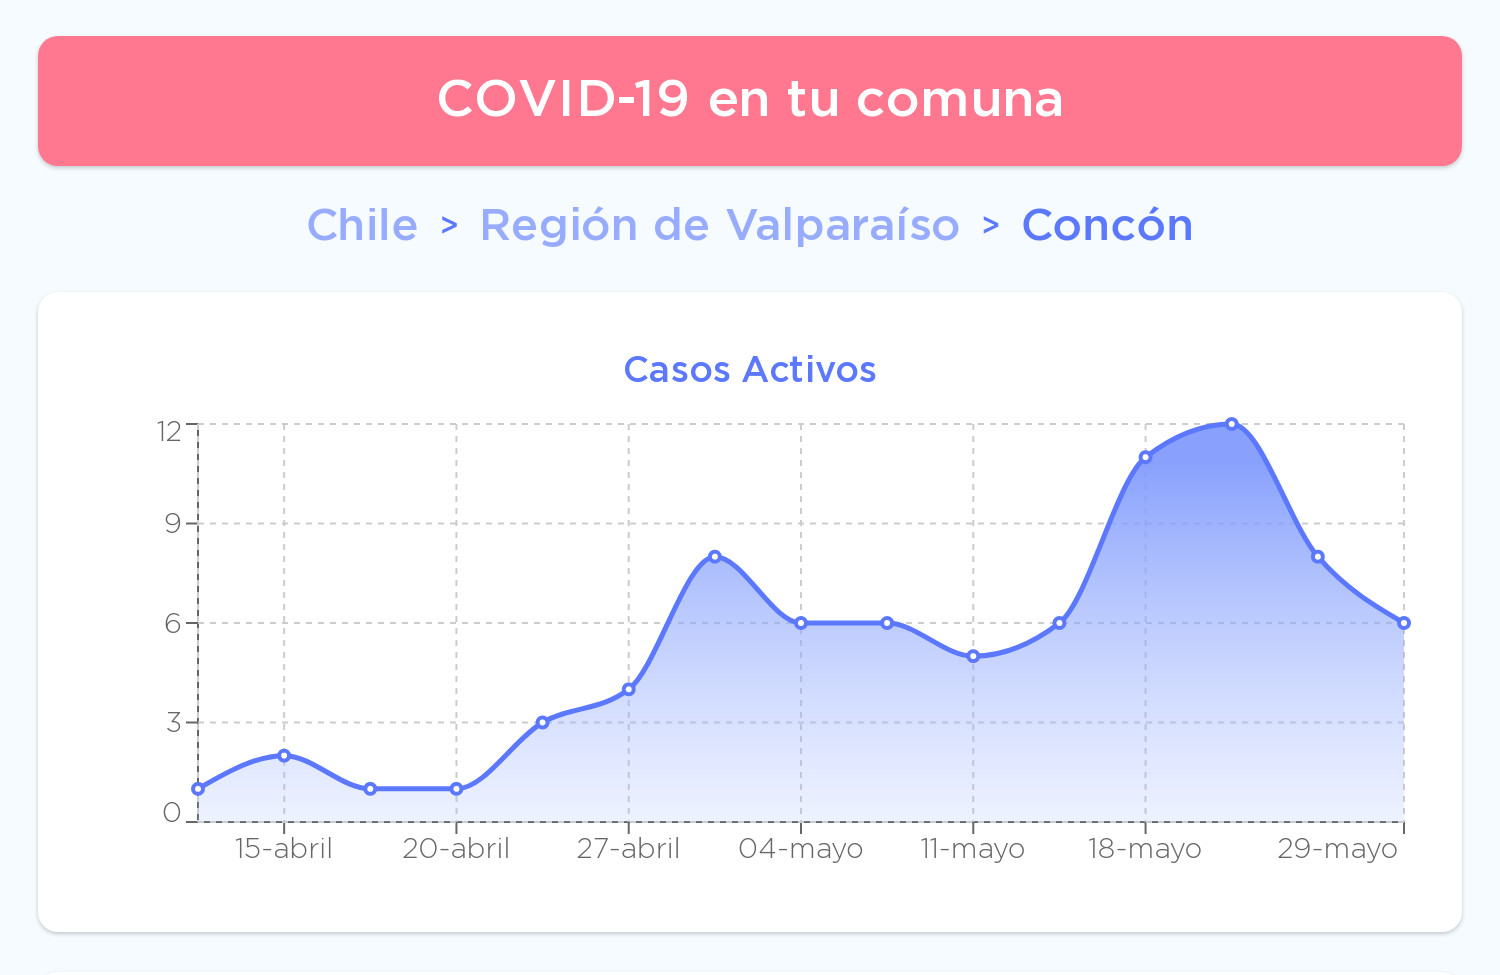 COVID-19 en tu comuna
Chile > Región de Valparaíso > Concón
Casos Activos
12
9
6
3
0
15-abril 20-abril 27-abril 04-mayo 11-mayo 18-mayo 29-mayo